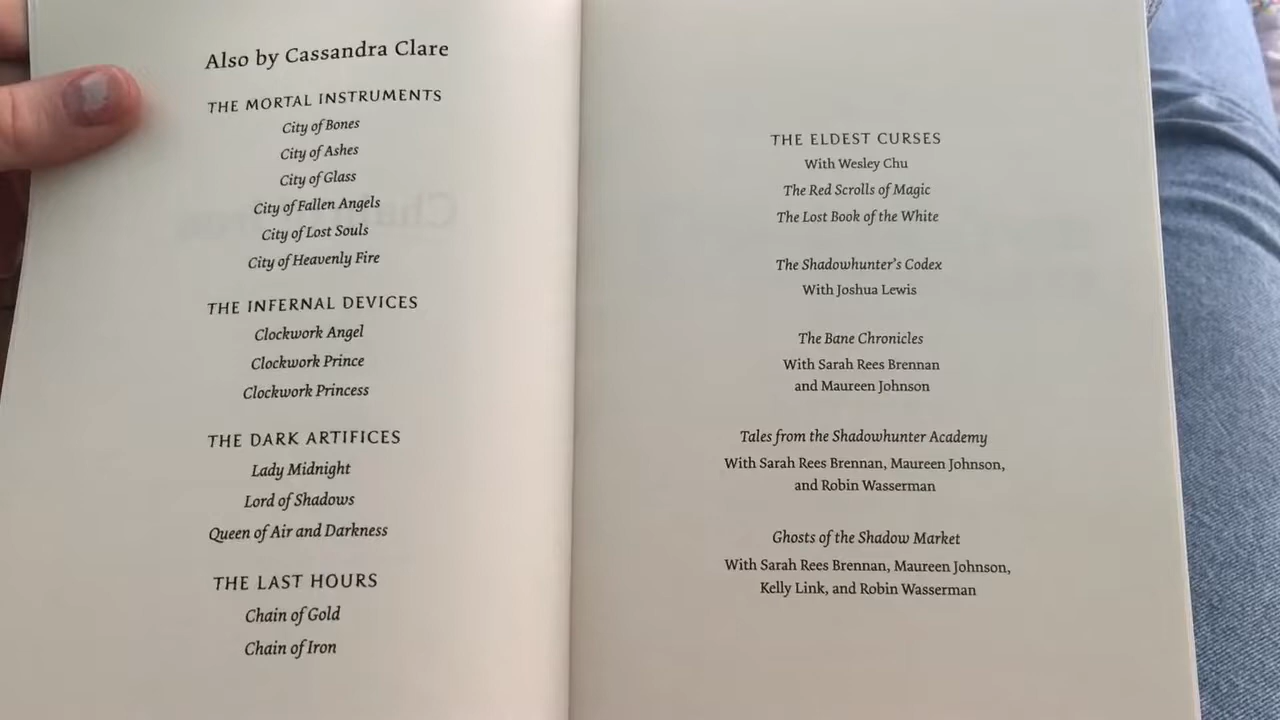 Also by Cassandra Clare
THE MORTAL INSTRUMENTS
City of Bones
City of Ashes
City of Glass
City of Fallen Angels
City of Lost Souls
City of Heavenly Fire
THE INFERNAL DEVICES
Clockwork Angel
Clockwork Prince
Clockwork Princess
THE DARK ARTIFICES
Lady Midnight
Lord of Shadows
Queen of Air and Darkness
THE LAST HOURS
Chain of Gold
Chain of Iron
THE ELDEST CURSES
With Wesley Chu
The Red Scrolls of Magic
The Lost Book of the White
The Shadowhunter's Codex
With Joshua Lewis
The Bane Chronicles
With Sarah Rees Brennan
and Maureen Johnson
Tales from the Shadowhunter Academy
With Sarah Rees Brennan, Maureen Johnson,
and Robin Wasserman
Ghosts of the Shadow Market
With Sarah Rees Brennan, Maureen Johnson,
Kelly Link, and Robin Wasserman